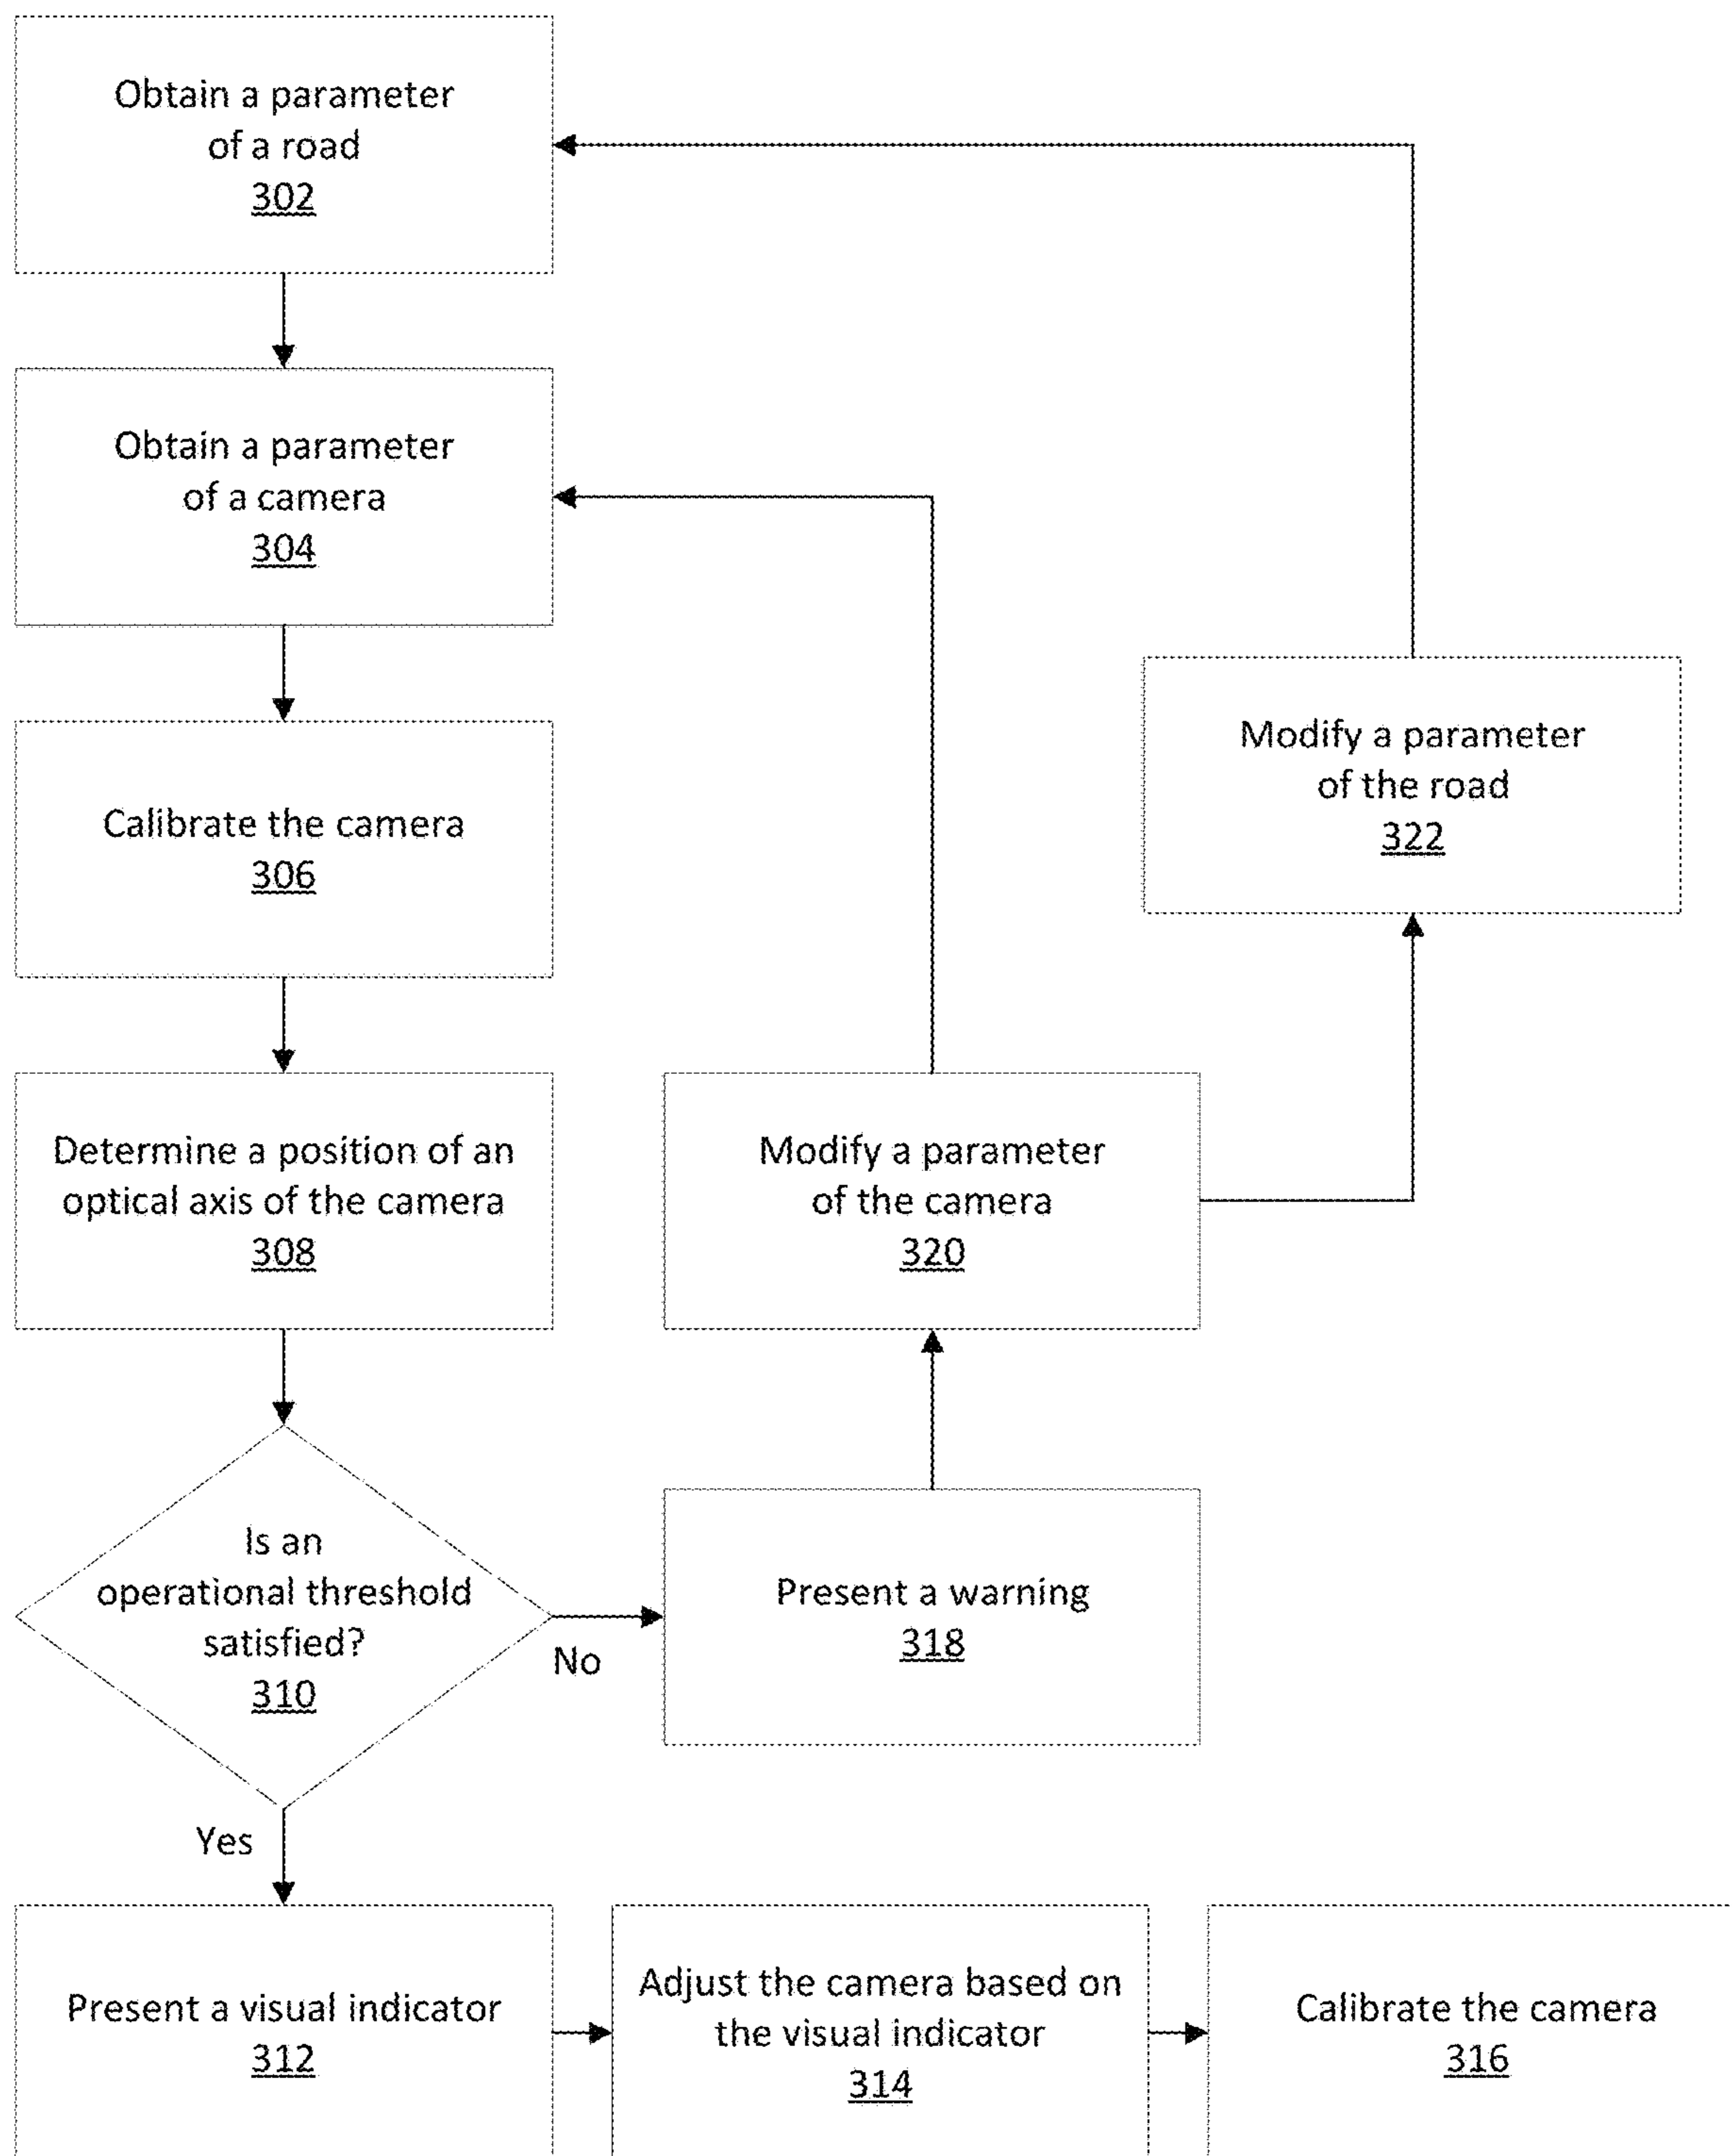 Obtain a parameter
of a road
302
Obtain a parameter
of a camera
304
Calibrate the camera
306
Modify a parameter
of the road
322
Determine a position of an
optical axis of the camera
308
Modify a parameter
of the camera
320
Is an
operational threshold
satisfied?
310
No
Present a warning
318
Yes
Present a visual indicator
312
Adjust the camera based on
the visual indicator
314
Calibrate the camera
316